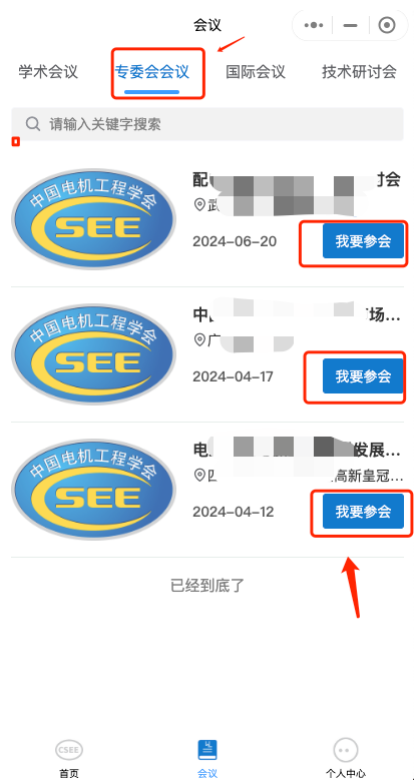 会议
学术会议 专委会会议 国际会议 技术研讨会
请输入关键字搜索
中国电机工程学会
CSEE
配 讨会
武
2024-06-20 我要参会
中国电机工程学会
CSEE
中 场...
广
2024-04-17 我要参会
中国电机工程学会
CSEE
电 发展...
四 高新皇冠...
2024-04-12 我要参会
已经到底了
CSEE
首页 会议 个人中心